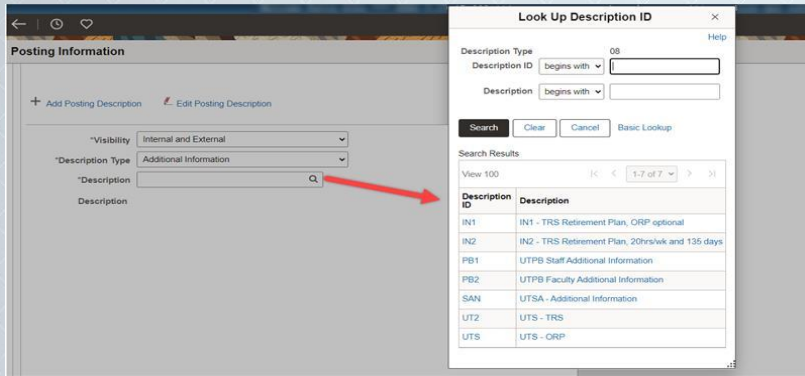 Posting Information
+ Add Posting Description Edit Posting Description
*Visibility Internal and External
*Description Type Additional Information
*Description
Description
Look Up Description ID ×
Help
Description Type 08
Description ID begins with
Description begins with
Search Clear Cancel Basic Lookup
Search Results
View 100 1-7 of 7
Description ID Description
IN1 IN1 - TRS Retirement Plan, ORP optional
IN2 IN2 - TRS Retirement Plan, 20hrs/wk and 135 days
PB1 UTPB Staff Additional Information
PB2 UTPB Faculty Additional Information
SAN UTSA - Additional Information
UT2 UTS - TRS
UTS UTS - ORP